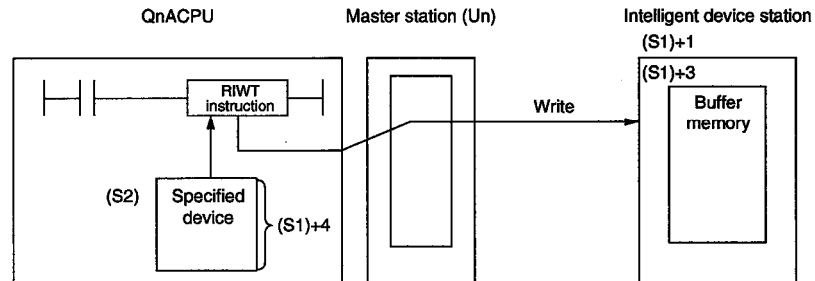 QnACPU
Master station (Un)
Intelligent device station
(S1)+1
(S1)+3
RIWT
instruction
Buffer
memory
Write
(S2)
Specified
device
(S1)+4